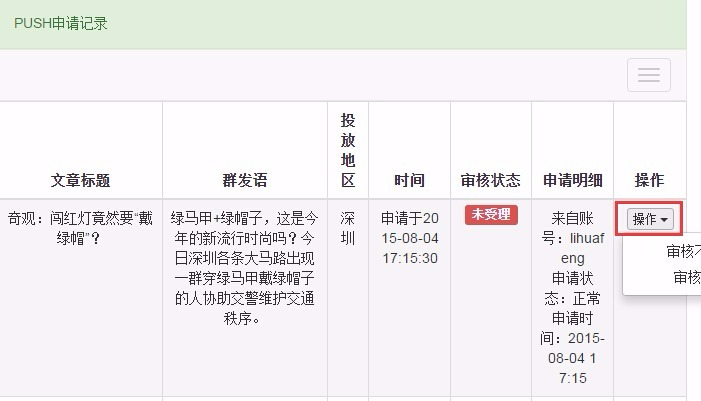 PUSH申请记录
文章标题
群发语
投
放
地
区
时间
审核状态
申请明细
操作
奇观：闯红灯竟然要“戴
绿帽”？
绿马甲+绿帽子，这是今
年的新流行时尚吗？今
日深圳各条大马路出现
一群穿绿马甲戴绿帽子
的人协助交警维护交通
秩序。
深
圳
申请于20
15-08-04
17:15:30
未受理
来自账
号：lihuaf
eng
申请状
态：正常
申请时
间：2015-
08-04 1
7:15
操作
审核
审核